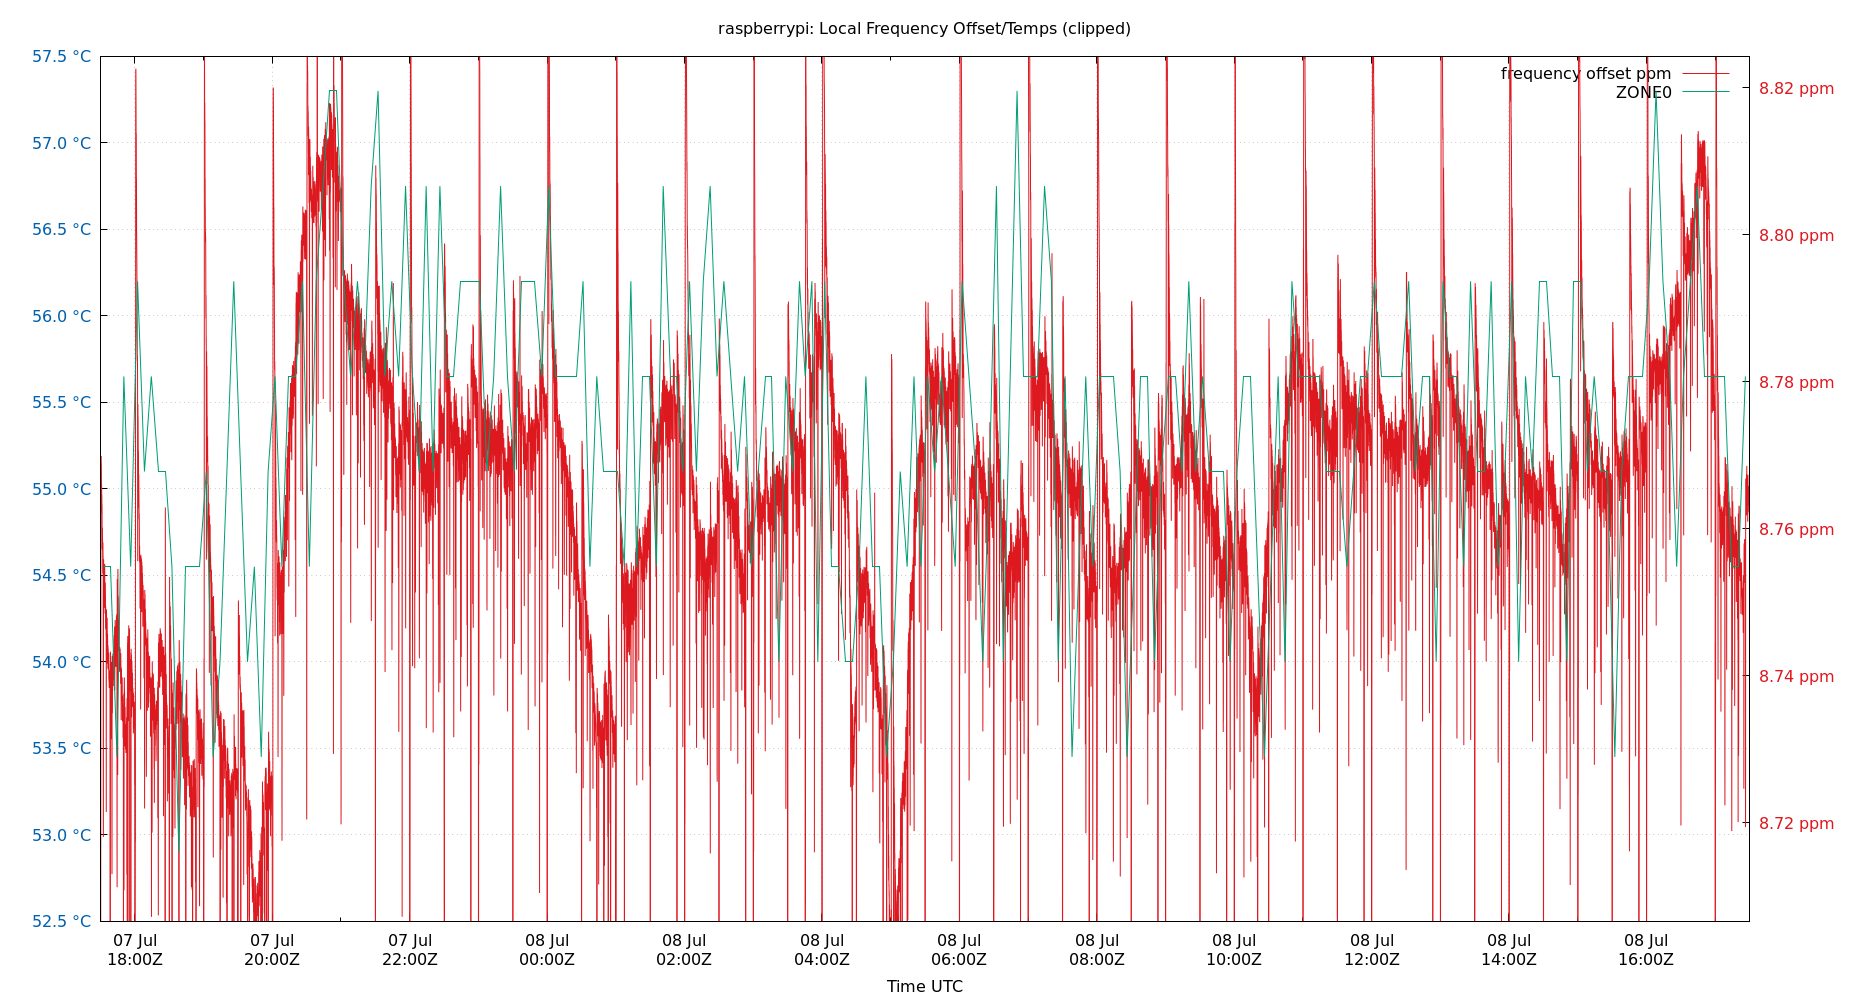 raspberrypi: Local Frequency Offset/Temps (clipped)
57.5 °C
57.0 °C
56.5 °C
56.0 °C
55.5 °C
55.0 °C
54.5 °C
54.0 °C
53.5 °C
53.0 °C
52.5 °C
frequency offset ppm
ZONE0
8.82 ppm
8.80 ppm
8.78 ppm
8.76 ppm
8.74 ppm
8.72 ppm
07 Jul 07 Jul 07 Jul 08 Jul 08 Jul 08 Jul 08 Jul 08 Jul 08 Jul 08 Jul 08 Jul 08 Jul
18:00Z 20:00Z 22:00Z 00:00Z 02:00Z 04:00Z 06:00Z 08:00Z 10:00Z 12:00Z 14:00Z 16:00Z
Time UTC